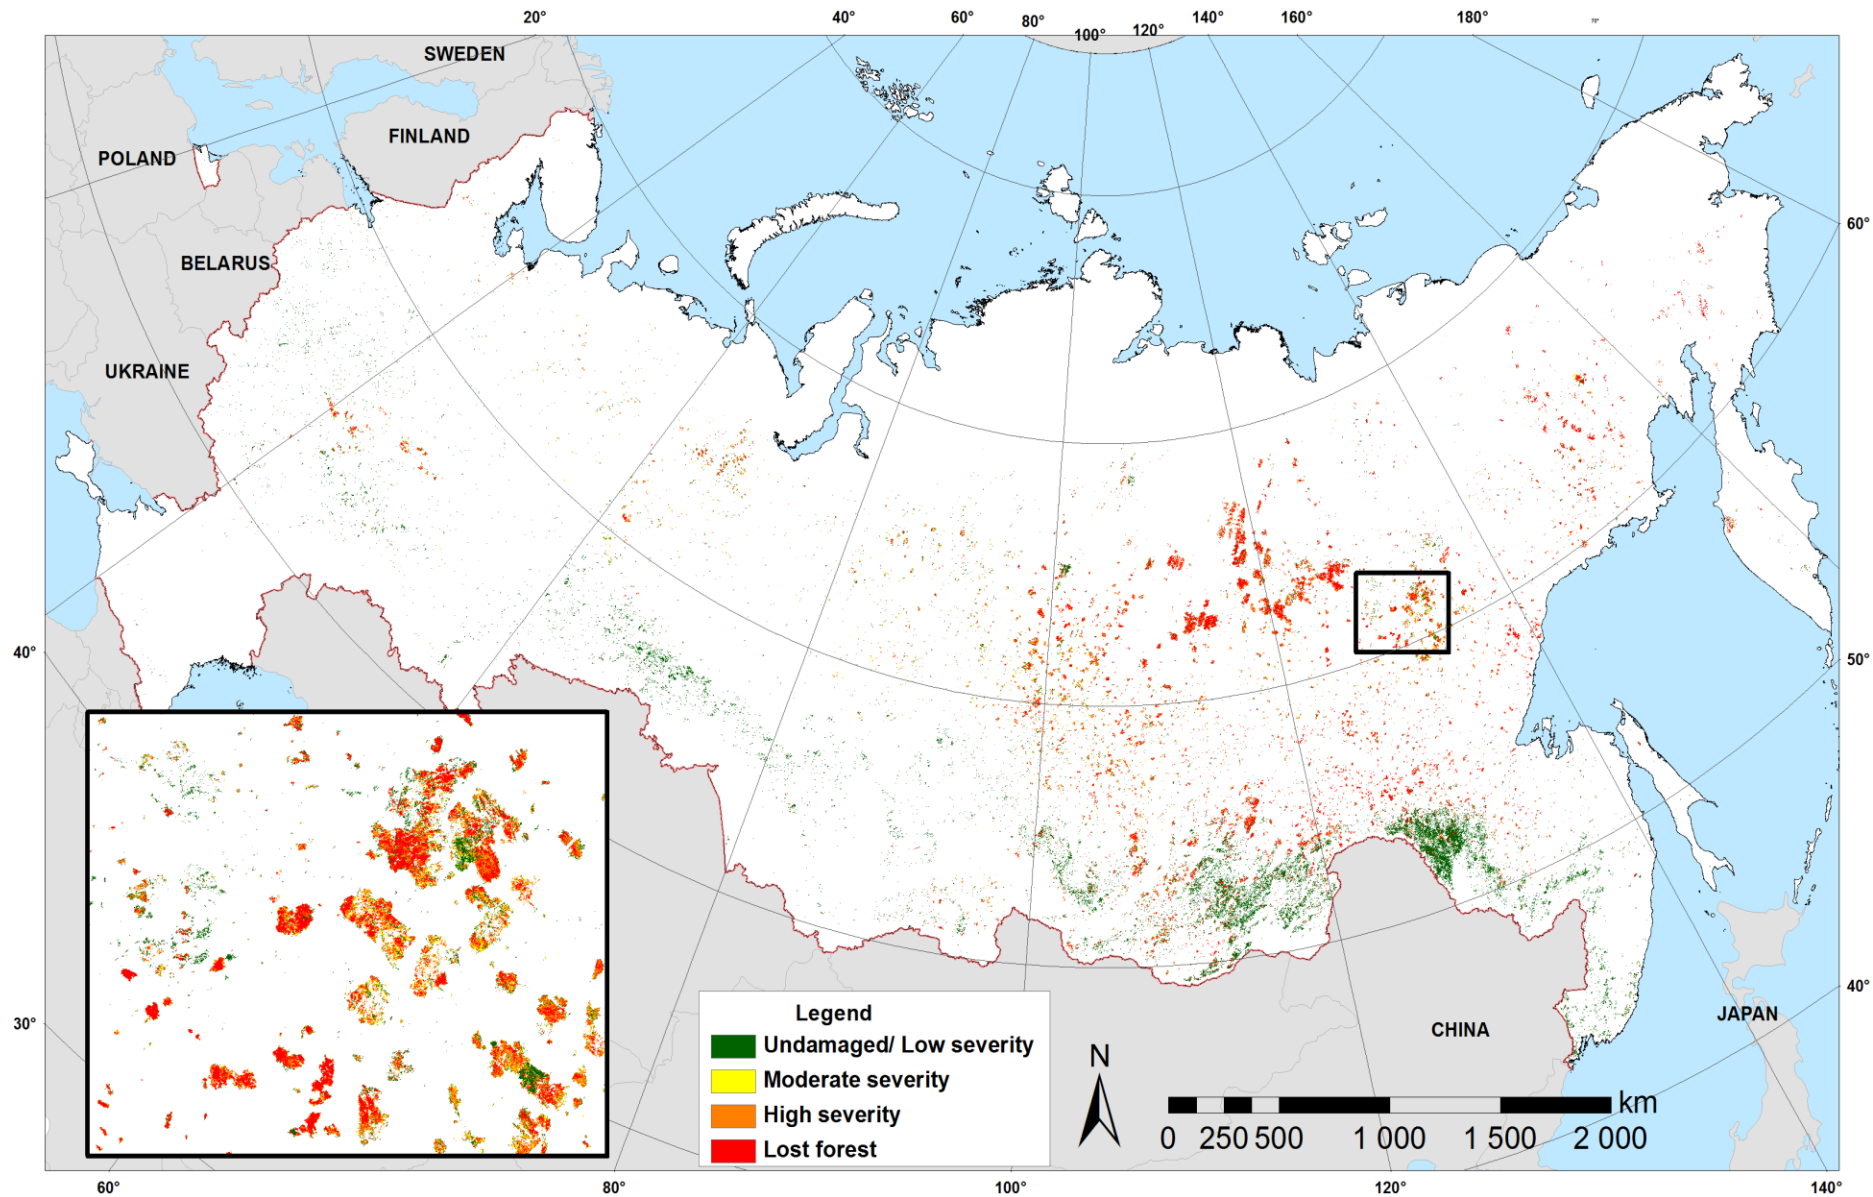 20° 40° 60° 80° 100° 120° 140° 160° 180°
SWEDEN
FINLAND
POLAND
60°
BELARUS
UKRAINE
40° 50°
Legend
Undamaged/ Low severity
Moderate severity
High severity
Lost forest
N
km
0 250 500 1 000 1 500 2 000
CHINA
JAPAN
40°
30°
60° 80° 100° 120° 140°